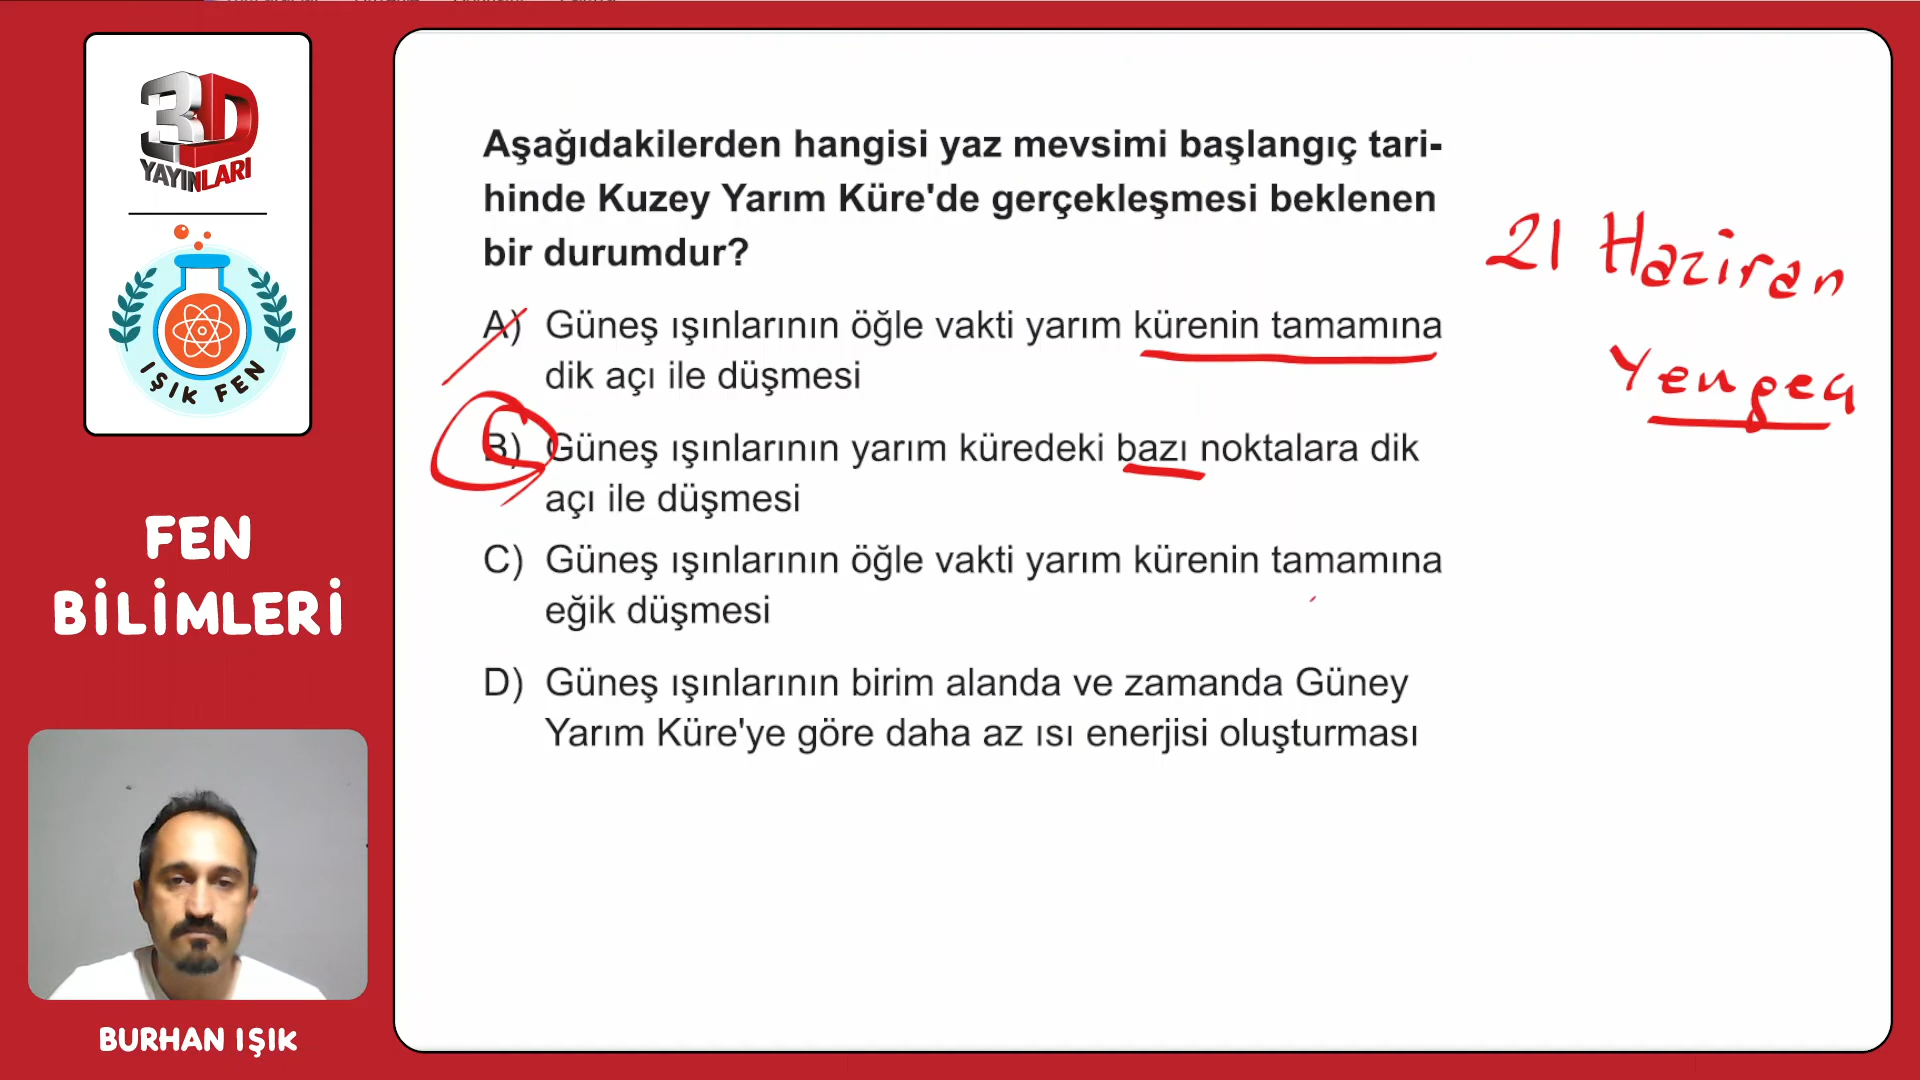 3D
YAYINLARI
IŞIK FEN
FEN
BİLİMLERİ
BURHAN IŞIK
Aşağıdakilerden hangisi yaz mevsimi başlangıç tari-
hinde Kuzey Yarım Küre'de gerçekleşmesi beklenen
bir durumdur?
A) Güneş ışınlarının öğle vakti yarım kürenin tamamına
dik açı ile düşmesi
B) Güneş ışınlarının yarımküredeki bazı noktalara dik
açı ile düşmesi
C) Güneş ışınlarının öğle vakti yarım kürenin tamamına
eğik düşmesi
D) Güneş ışınlarının birim alanda ve zamanda Güney
Yarım Küre'ye göre daha az ısı enerjisi oluşturması
21 Haziran